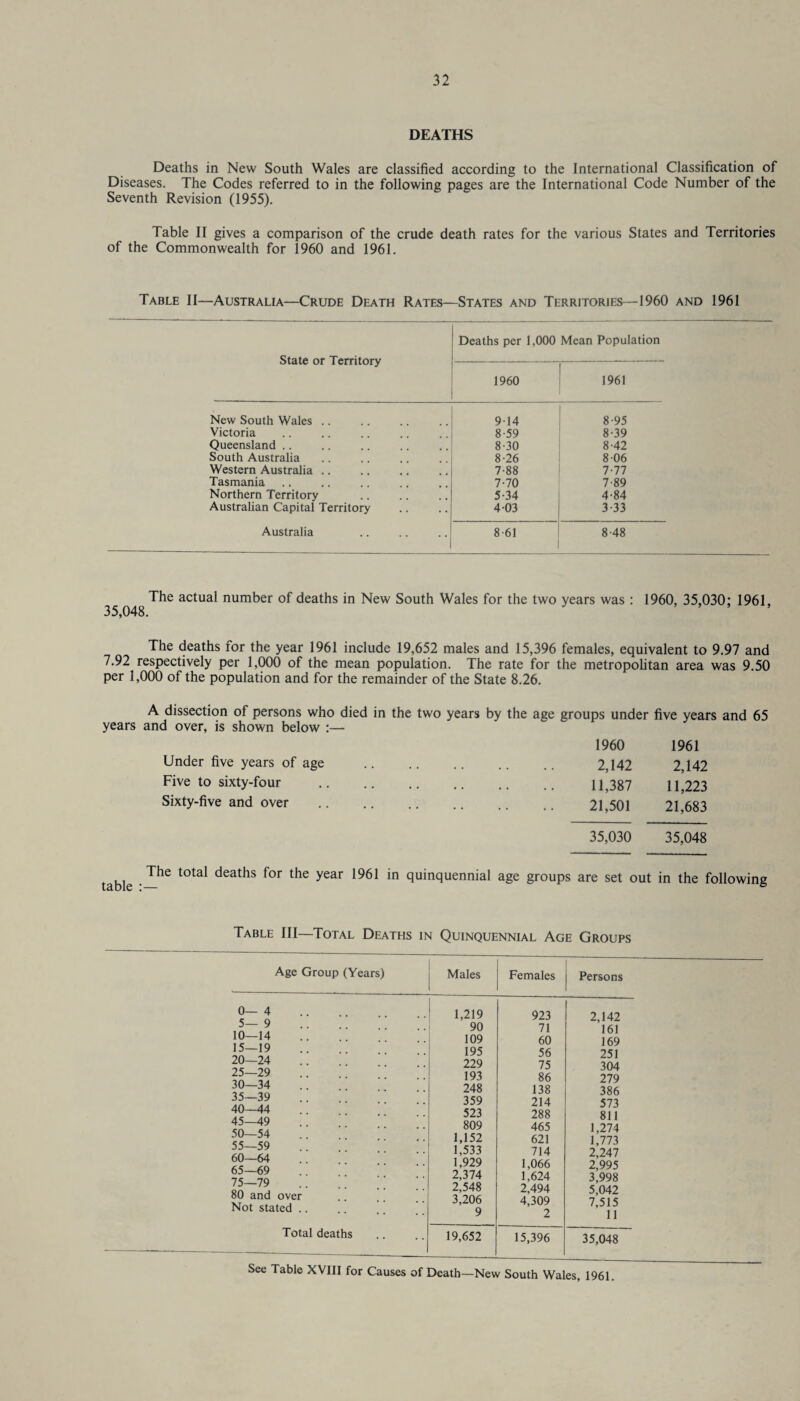 32
DEATHS
Deaths in New South Wales are classified according to the International Classification of
Diseases. The Codes referred to in the following pages are the International Code Number of the
Seventh Revision (1955).
Table II gives a comparison of the crude death rates for the various States and Territories
of the Commonwealth for 1960 and 1961.
Table II—Australia—Crude Death Rates—States and Territories—1960 and 1961
State or Territory
Deaths per 1,000 Mean Population
1960 1961
New South Wales .. .. .. .. 9·14 8·95
Victoria .. .. .. .. .. 8·59 8·39
Queensland .. .. .. .. .. 8·30 8·42
South Australia .. .. .. .. 8·26 8·06
Western Australia .. .. .. .. 7·88 7·77
Tasmania .. .. .. .. .. 7·70 7·89
Northern Territory .. .. .. 5·34 4·84
Australian Capital Territory .. .. 4·03 3·33
Australia .. .. .. 8·61 8·48
The actual number of deaths in New South Wales for the two years was : 1960, 35,030; 1961,
35,048.
The deaths for the year 1961 include 19,652 males and 15,396 females, equivalent to 9.97 and
7.92 respectively per 1,000 of the mean population. The rate for the metropolitan area was 9.50
per 1,000 of the population and for the remainder of the State 8.26.
A dissection of persons who died in the two years by the age groups under five years and 65
years and over, is shown below :—
1960 1961
Under five years of age .. .. .. .. .. 2,142 2,142
Five to sixty-four .. .. .. .. .. .. 11,387 11,223
Sixty-five and over .. .. .. .. .. .. 21,501 21,683
35,030 35,048
The total deaths for the year 1961 in quinquennial age groups are set out in the following
table :—
Table III—Total Deaths in Quinquennial Age Groups
Age Group (Years) Males Females Persons
0— 4 .. .. .. .. 1,219 923 2,142
5— 9 .. .. .. .. 90 71 161
10—14 .. .. .. .. 109 60 169
15—19 .. .. .. .. 195 56 251
20—24 .. .. .. .. 229 75 304
25—29 .. .. .. .. 193 86 279
30—34 .. .. .. .. 248 138 386
35—39 .. .. .. .. 359 214 573
40—44 .. .. .. .. 523 288 811
45—49 .. .. .. .. 809 465 1,274
50—54 .. .. .. .. 1,152 621 1,773
55—59 .. .. .. .. 1,533 714 2,247
60—64 .. .. .. .. 1,929 1,066 2,995
65—69 .. .. .. .. 2,374 1,624 3,998
75—79 .. .. .. .. 2,548 2,494 5,042
80 and over .. .. .. 3,206 4,309 7,515
Not stated .. .. .. .. 9 2 11
Total deaths .. .. 19,652 15,396 35,048
See Table XVIII for Causes of Death—New South Wales, 1961.